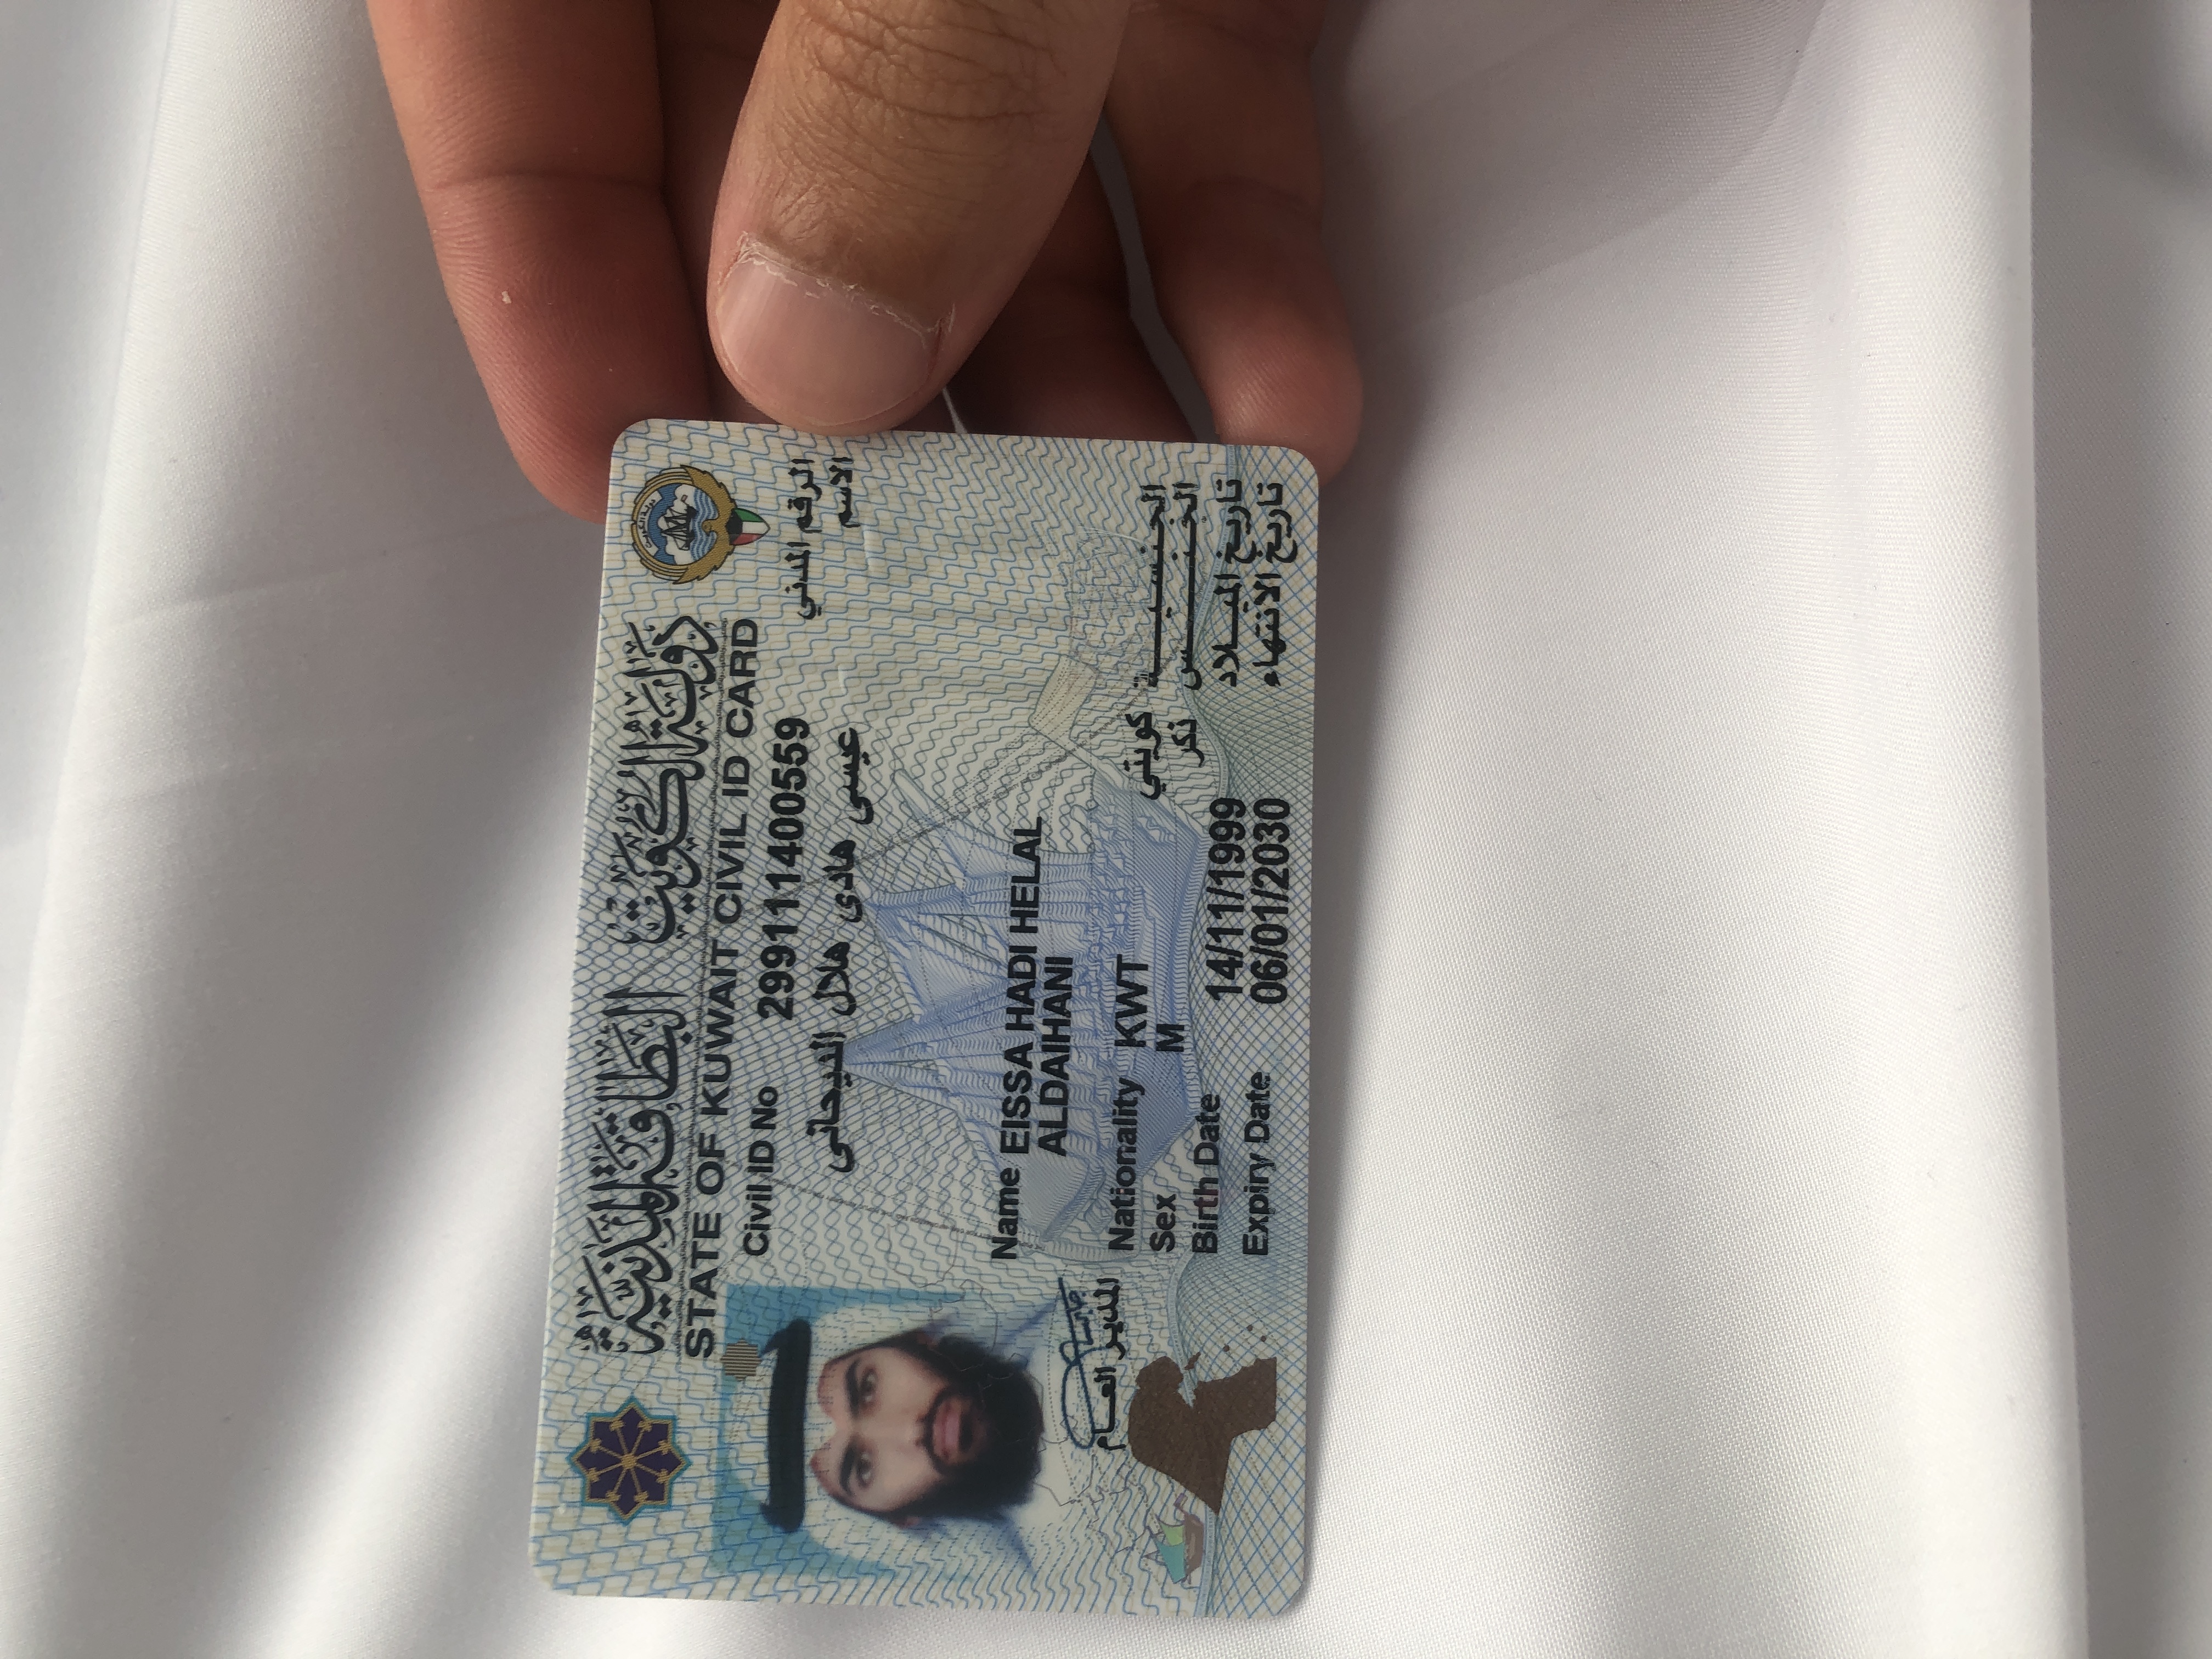 البطاقة المدنية دولة الكويت
STATE OF KUWAIT CIVIL ID CARD
Civil ID No 299111400559 الرقم المدني
عيسى هادى هلال الديحانى الاسم
Name EISSA HADI HELAL
ALDAIHANI
Nationality KWT كويتي الجنسية
Sex M ذكر الجنس
Birth Date 14/11/1999 تاريخ الميلاد
Expiry Date 06/01/2030 تاريخ الانتهاء
المدير العام